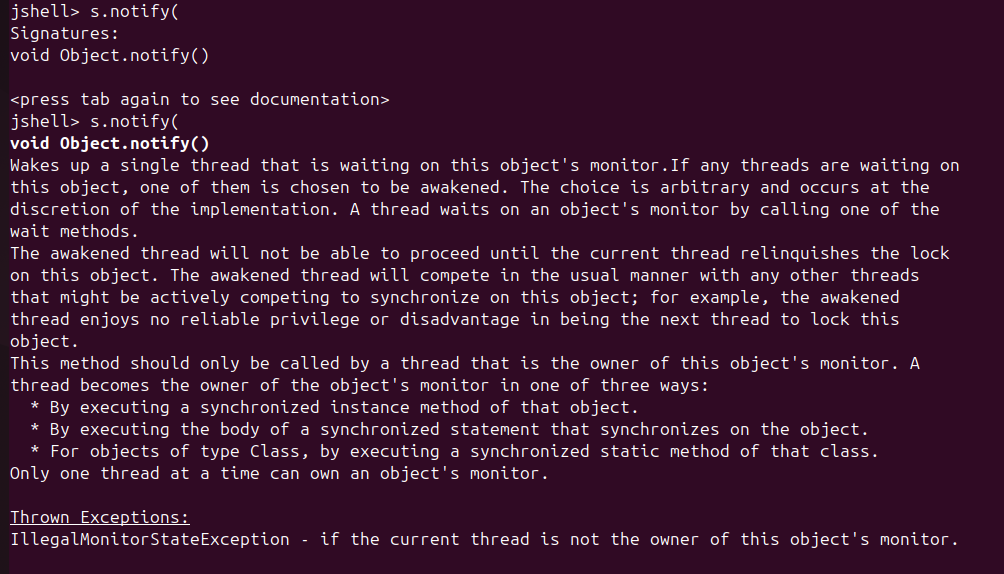 jshell> s.notify(
Signatures:
void Object.notify()
<press tab again to see documentation>
jshell> s.notify(
void Object.notify()
Wakes up a single thread that is waiting on this object's monitor.If any threads are waiting on
this object, one of them is chosen to be awakened. The choice is arbitrary and occurs at the
discretion of the implementation. A thread waits on an object's monitor by calling one of the
wait methods.
The awakened thread will not be able to proceed until the current thread relinquishes the lock
on this object. The awakened thread will compete in the usual manner with any other threads
that might be actively competing to synchronize on this object; for example, the awakened
thread enjoys no reliable privilege or disadvantage in being the next thread to lock this
object.
This method should only be called by a thread that is the owner of this object's monitor. A
thread becomes the owner of the object's monitor in one of three ways:
  * By executing a synchronized instance method of that object.
  * By executing the body of a synchronized statement that synchronizes on the object.
  * For objects of type Class, by executing a synchronized static method of that class.
Only one thread at a time can own an object's monitor.
Thrown Exceptions:
IllegalMonitorStateException - if the current thread is not the owner of this object's monitor.